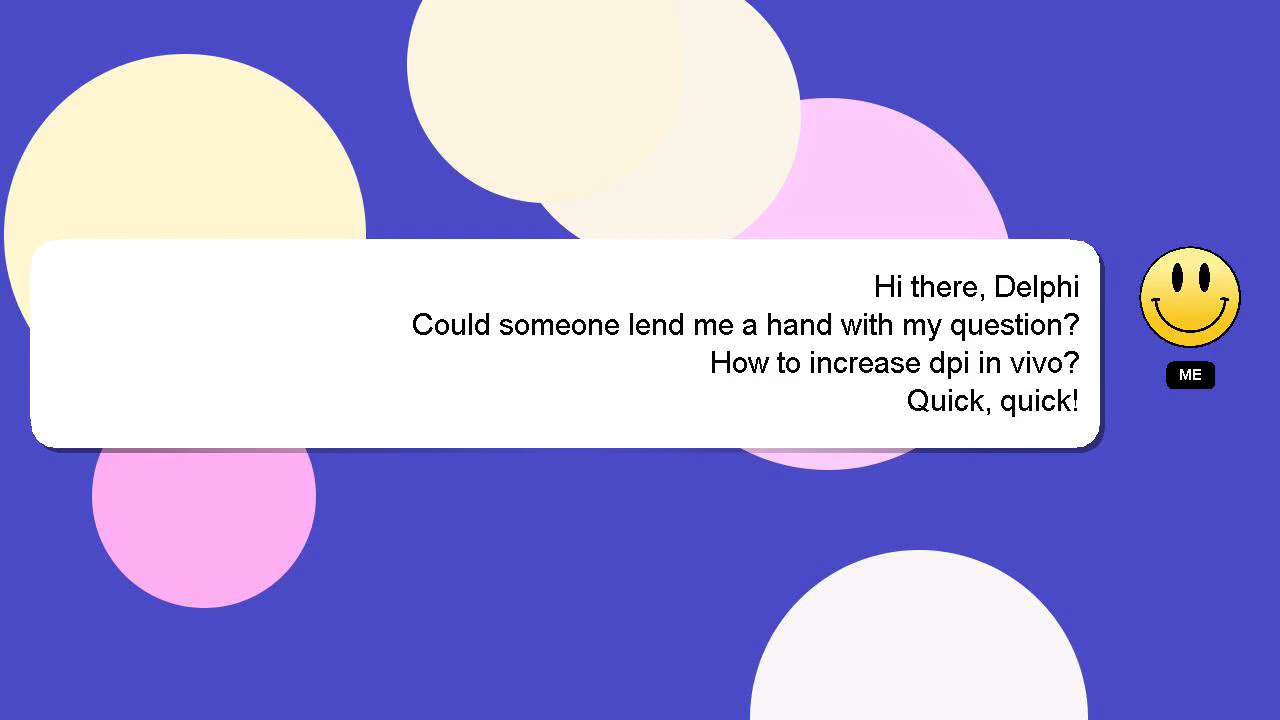 Hi there, Delphi
Could someone lend me a hand with my question?
How to increase dpi in vivo?
Quick, quick!
ME